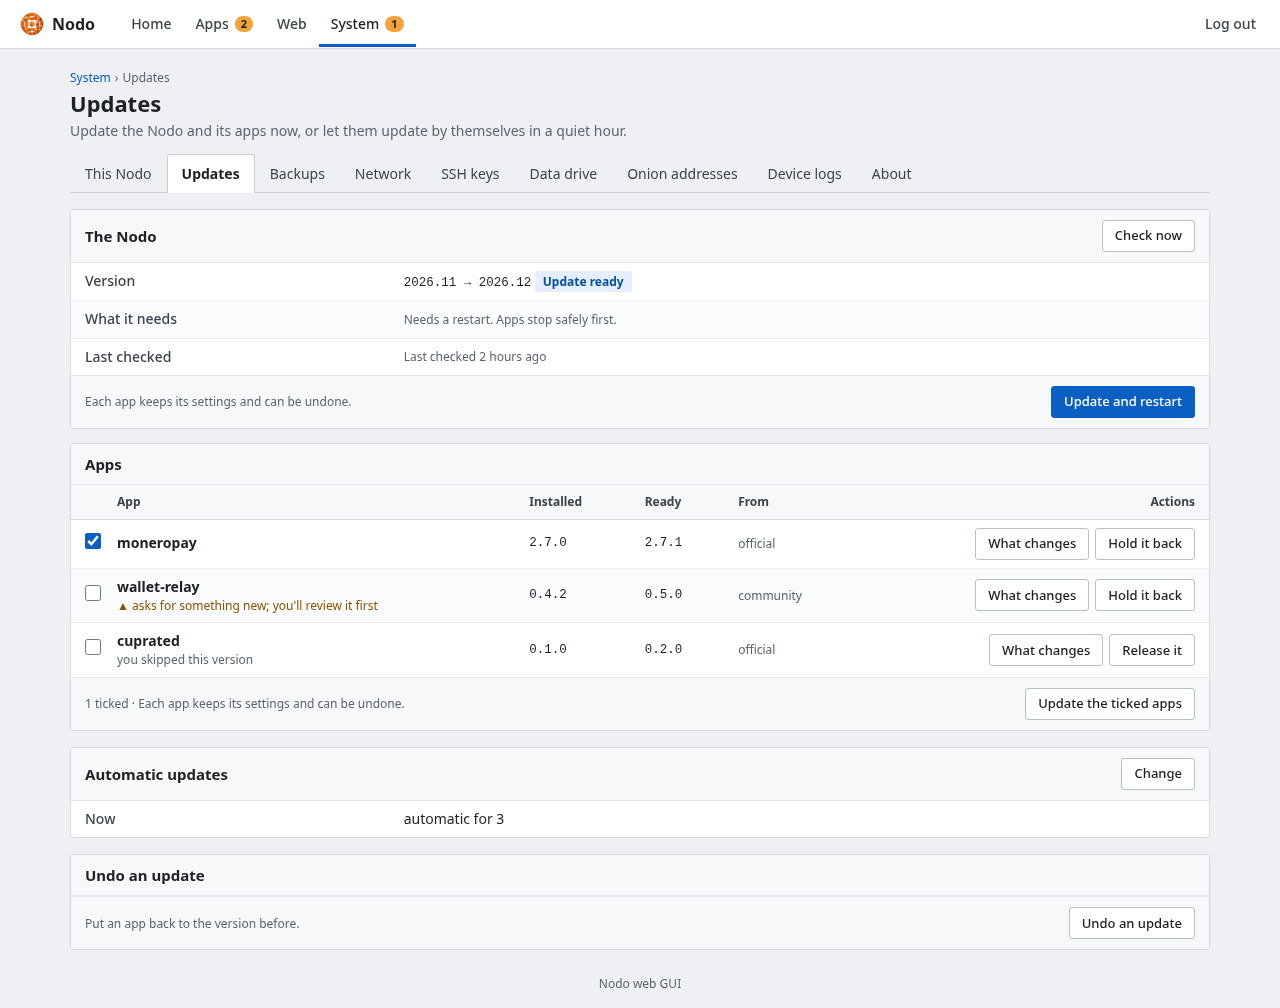 Nodo
Home
Apps 2
Web
System 1
Log out
System › Updates
Updates
Update the Nodo and its apps now, or let them update by themselves in a quiet hour.
This Nodo
Updates
Backups
Network
SSH keys
Data drive
Onion addresses
Device logs
About
The Nodo
Check now
Version
2026.11 → 2026.12 Update ready
What it needs
Needs a restart. Apps stop safely first.
Last checked
Last checked 2 hours ago
Each app keeps its settings and can be undone.
Update and restart
Apps
App
Installed
Ready
From
Actions
moneropay
2.7.0
2.7.1
official
What changes
Hold it back
wallet-relay
▲ asks for something new; you'll review it first
0.4.2
0.5.0
community
What changes
Hold it back
cuprated
you skipped this version
0.1.0
0.2.0
official
What changes
Release it
1 ticked · Each app keeps its settings and can be undone.
Update the ticked apps
Automatic updates
Change
Now
automatic for 3
Undo an update
Put an app back to the version before.
Undo an update
Nodo web GUI